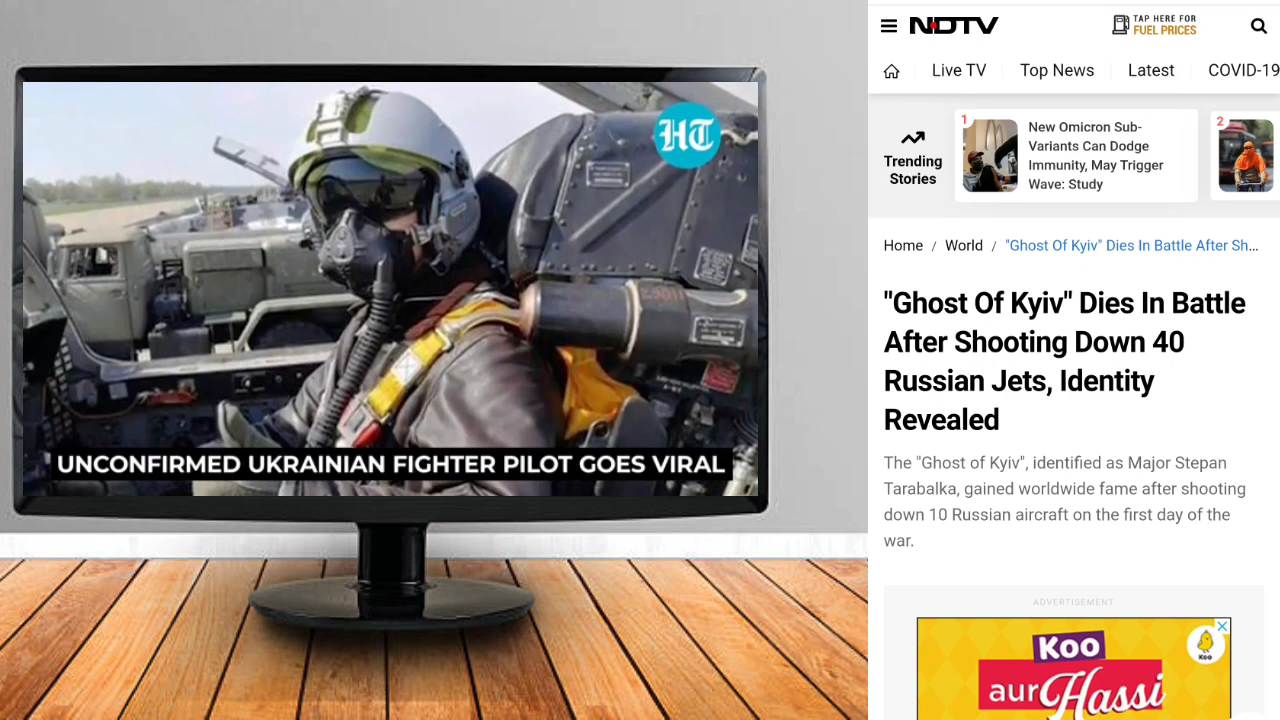 HT
UNCONFIRMED UKRAINIAN FIGHTER PILOT GOES VIRAL
NDTV
TAP HERE FOR
FUEL PRICES
Live TV
Top News
Latest
COVID-19
Trending
Stories
1
New Omicron Sub-
Variants Can Dodge
Immunity, May Trigger
Wave: Study
2
Home / World / "Ghost Of Kyiv" Dies In Battle After Sh...
"Ghost Of Kyiv" Dies In Battle
After Shooting Down 40
Russian Jets, Identity
Revealed
The "Ghost of Kyiv", identified as Major Stepan
Tarabalka, gained worldwide fame after shooting
down 10 Russian aircraft on the first day of the
war.
ADVERTISEMENT
Koo
Koo
aur Hassi